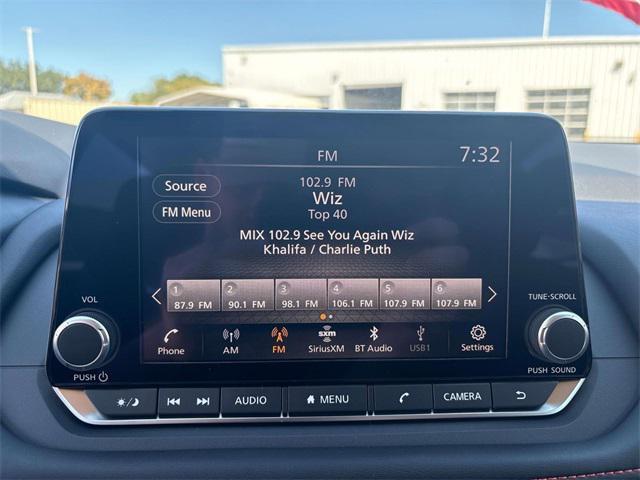 FM
7:32
Source
102.9 FM
Wiz
FM Menu
Top 40
MIX 102.9 See You Again Wiz
Khalifa / Charlie Puth
1 2 3 4 5 6
87.9 FM 90.1 FM 98.1 FM 106.1 FM 107.9 FM 107.9 FM
VOL
TUNE·SCROLL
sxm
Phone AM FM SiriusXM BT Audio USB1 Settings
PUSH
PUSH SOUND
AUDIO MENU CAMERA